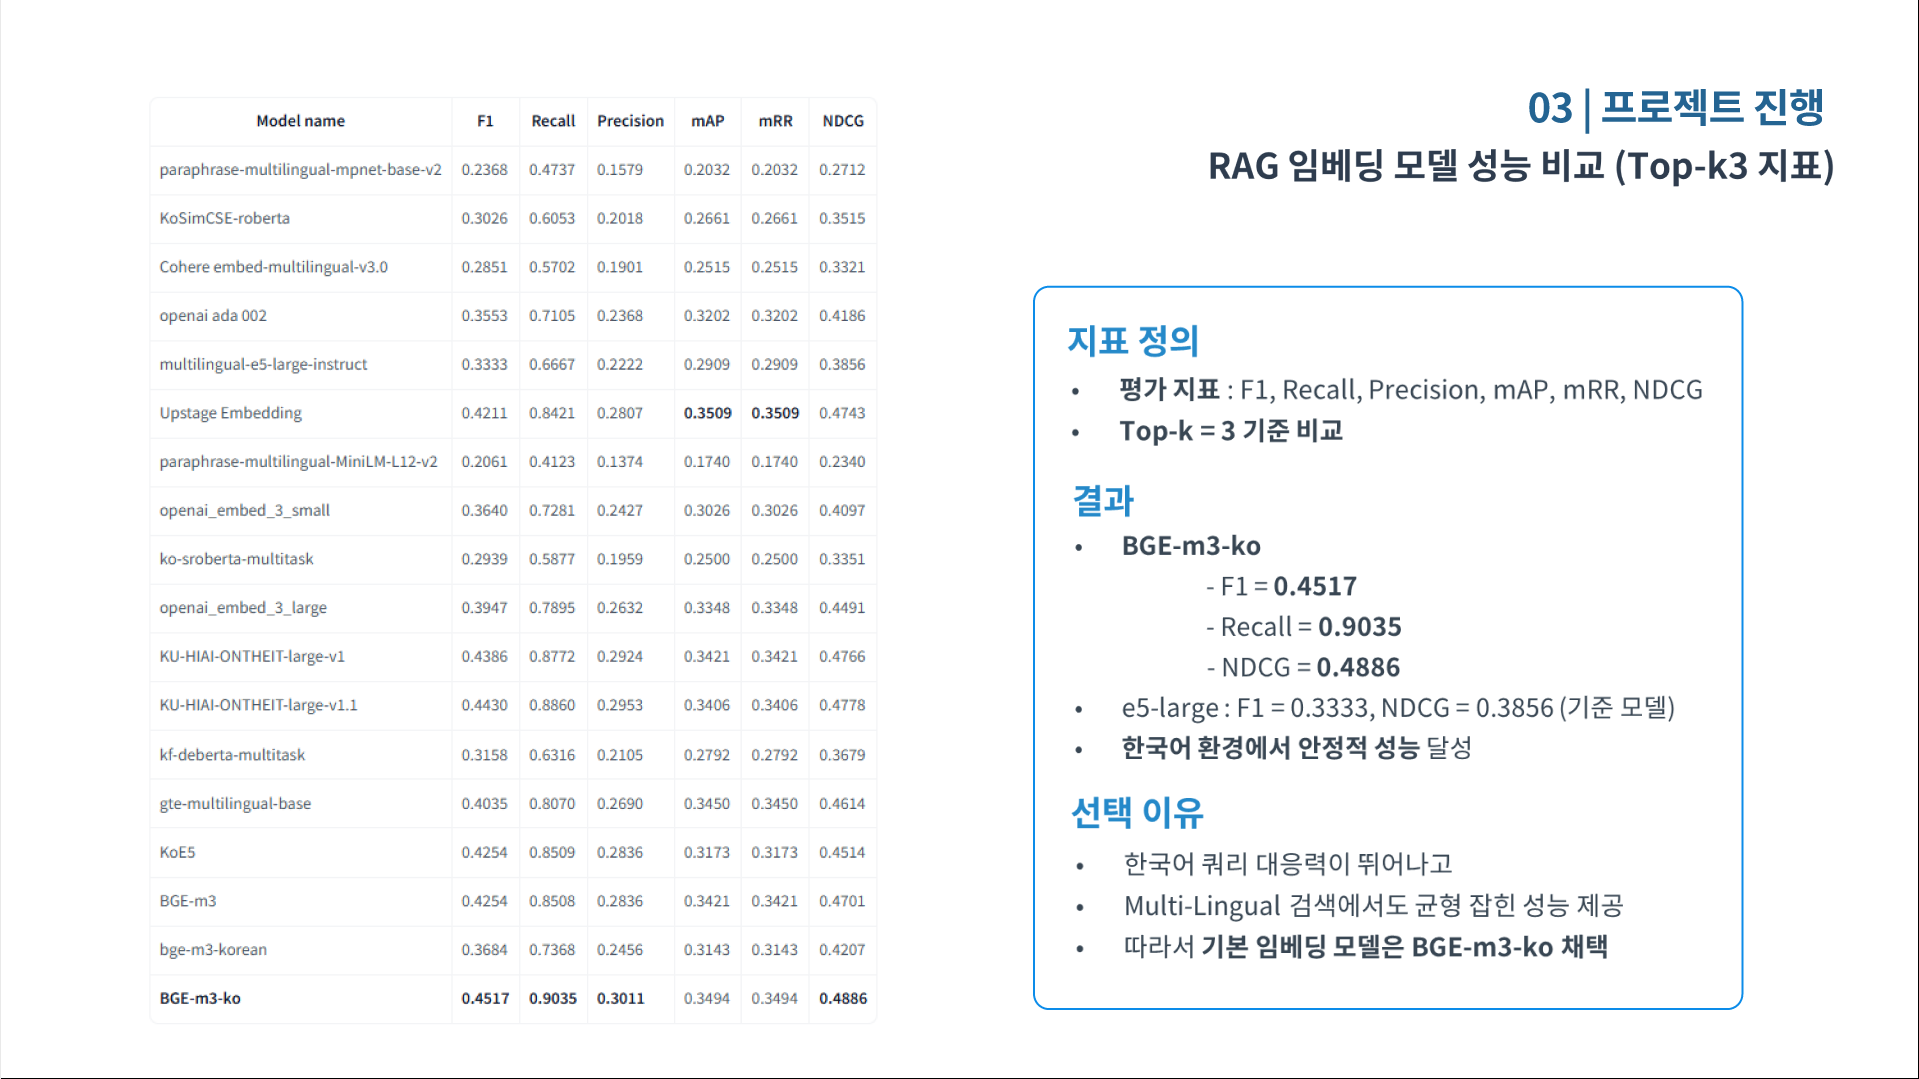 03 | 프로젝트 진행
RAG 임베딩 모델 성능 비교 (Top-k3 지표)
Model name F1 Recall Precision mAP mRR NDCG
paraphrase-multilingual-mpnet-base-v2 0.2368 0.4737 0.1579 0.2032 0.2032 0.2712
KoSimCSE-roberta 0.3026 0.6053 0.2018 0.2661 0.2661 0.3515
Cohere embed-multilingual-v3.0 0.2851 0.5702 0.1901 0.2515 0.2515 0.3321
openai ada 002 0.3553 0.7105 0.2368 0.3202 0.3202 0.4186
multilingual-e5-large-instruct 0.3333 0.6667 0.2222 0.2909 0.2909 0.3856
Upstage Embedding 0.4211 0.8421 0.2807 0.3509 0.3509 0.4743
paraphrase-multilingual-MiniLM-L12-v2 0.2061 0.4123 0.1374 0.1740 0.1740 0.2340
openai_embed_3_small 0.3640 0.7281 0.2427 0.3026 0.3026 0.4097
ko-sroberta-multitask 0.2939 0.5877 0.1959 0.2500 0.2500 0.3351
openai_embed_3_large 0.3947 0.7895 0.2632 0.3348 0.3348 0.4491
KU-HIAI-ONTHEIT-large-v1 0.4386 0.8772 0.2924 0.3421 0.3421 0.4766
KU-HIAI-ONTHEIT-large-v1.1 0.4430 0.8860 0.2953 0.3406 0.3406 0.4778
kf-deberta-multitask 0.3158 0.6316 0.2105 0.2792 0.2792 0.3679
gte-multilingual-base 0.4035 0.8070 0.2690 0.3450 0.3450 0.4614
KoE5 0.4254 0.8509 0.2836 0.3173 0.3173 0.4514
BGE-m3 0.4254 0.8508 0.2836 0.3421 0.3421 0.4701
bge-m3-korean 0.3684 0.7368 0.2456 0.3143 0.3143 0.4207
BGE-m3-ko 0.4517 0.9035 0.3011 0.3494 0.3494 0.4886
지표 정의
• 평가 지표 : F1, Recall, Precision, mAP, mRR, NDCG
• Top-k = 3 기준 비교
결과
• BGE-m3-ko
- F1 = 0.4517
- Recall = 0.9035
- NDCG = 0.4886
• e5-large : F1 = 0.3333, NDCG = 0.3856 (기준 모델)
• 한국어 환경에서 안정적 성능 달성
선택 이유
• 한국어 쿼리 대응력이 뛰어나고
• Multi-Lingual 검색에서도 균형 잡힌 성능 제공
• 따라서 기본 임베딩 모델은 BGE-m3-ko 채택